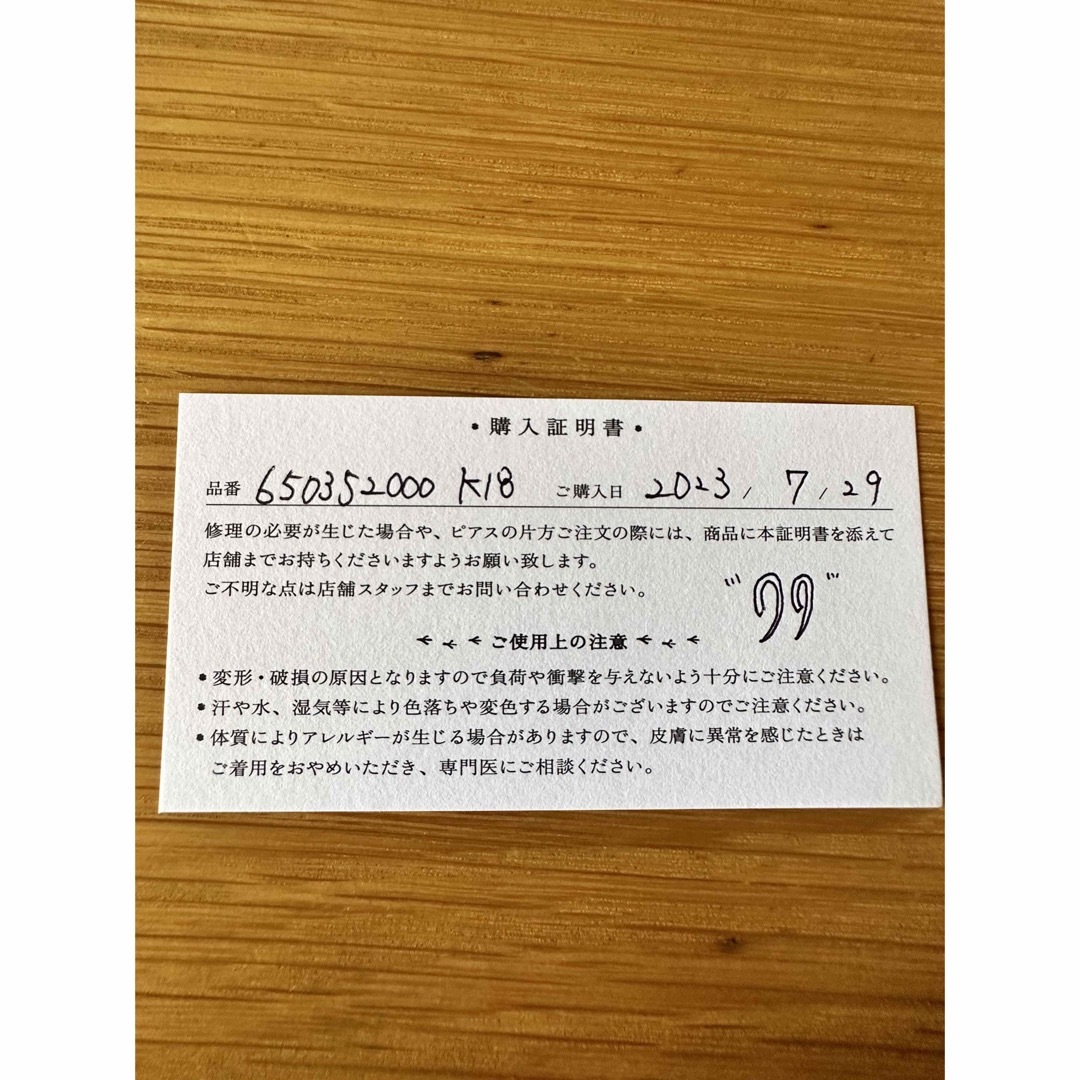 • 購入証明書 •
品番 650352000 K18 ご購入日 2023 / 7 / 29
修理の必要が生じた場合や、ピアスの片方ご注文の際には、商品に本証明書を添えて
店舗までお持ちくださいますようお願い致します。
ご不明な点は店舗スタッフまでお問い合わせください。
ご使用上の注意
• 変形・破損の原因となりますので負荷や衝撃を与えないよう十分にご注意ください。
• 汗や水、湿気等により色落ちや変色する場合がございますのでご注意ください。
• 体質によりアレルギーが生じる場合がありますので、皮膚に異常を感じたときは
ご着用をおやめいただき、専門医にご相談ください。